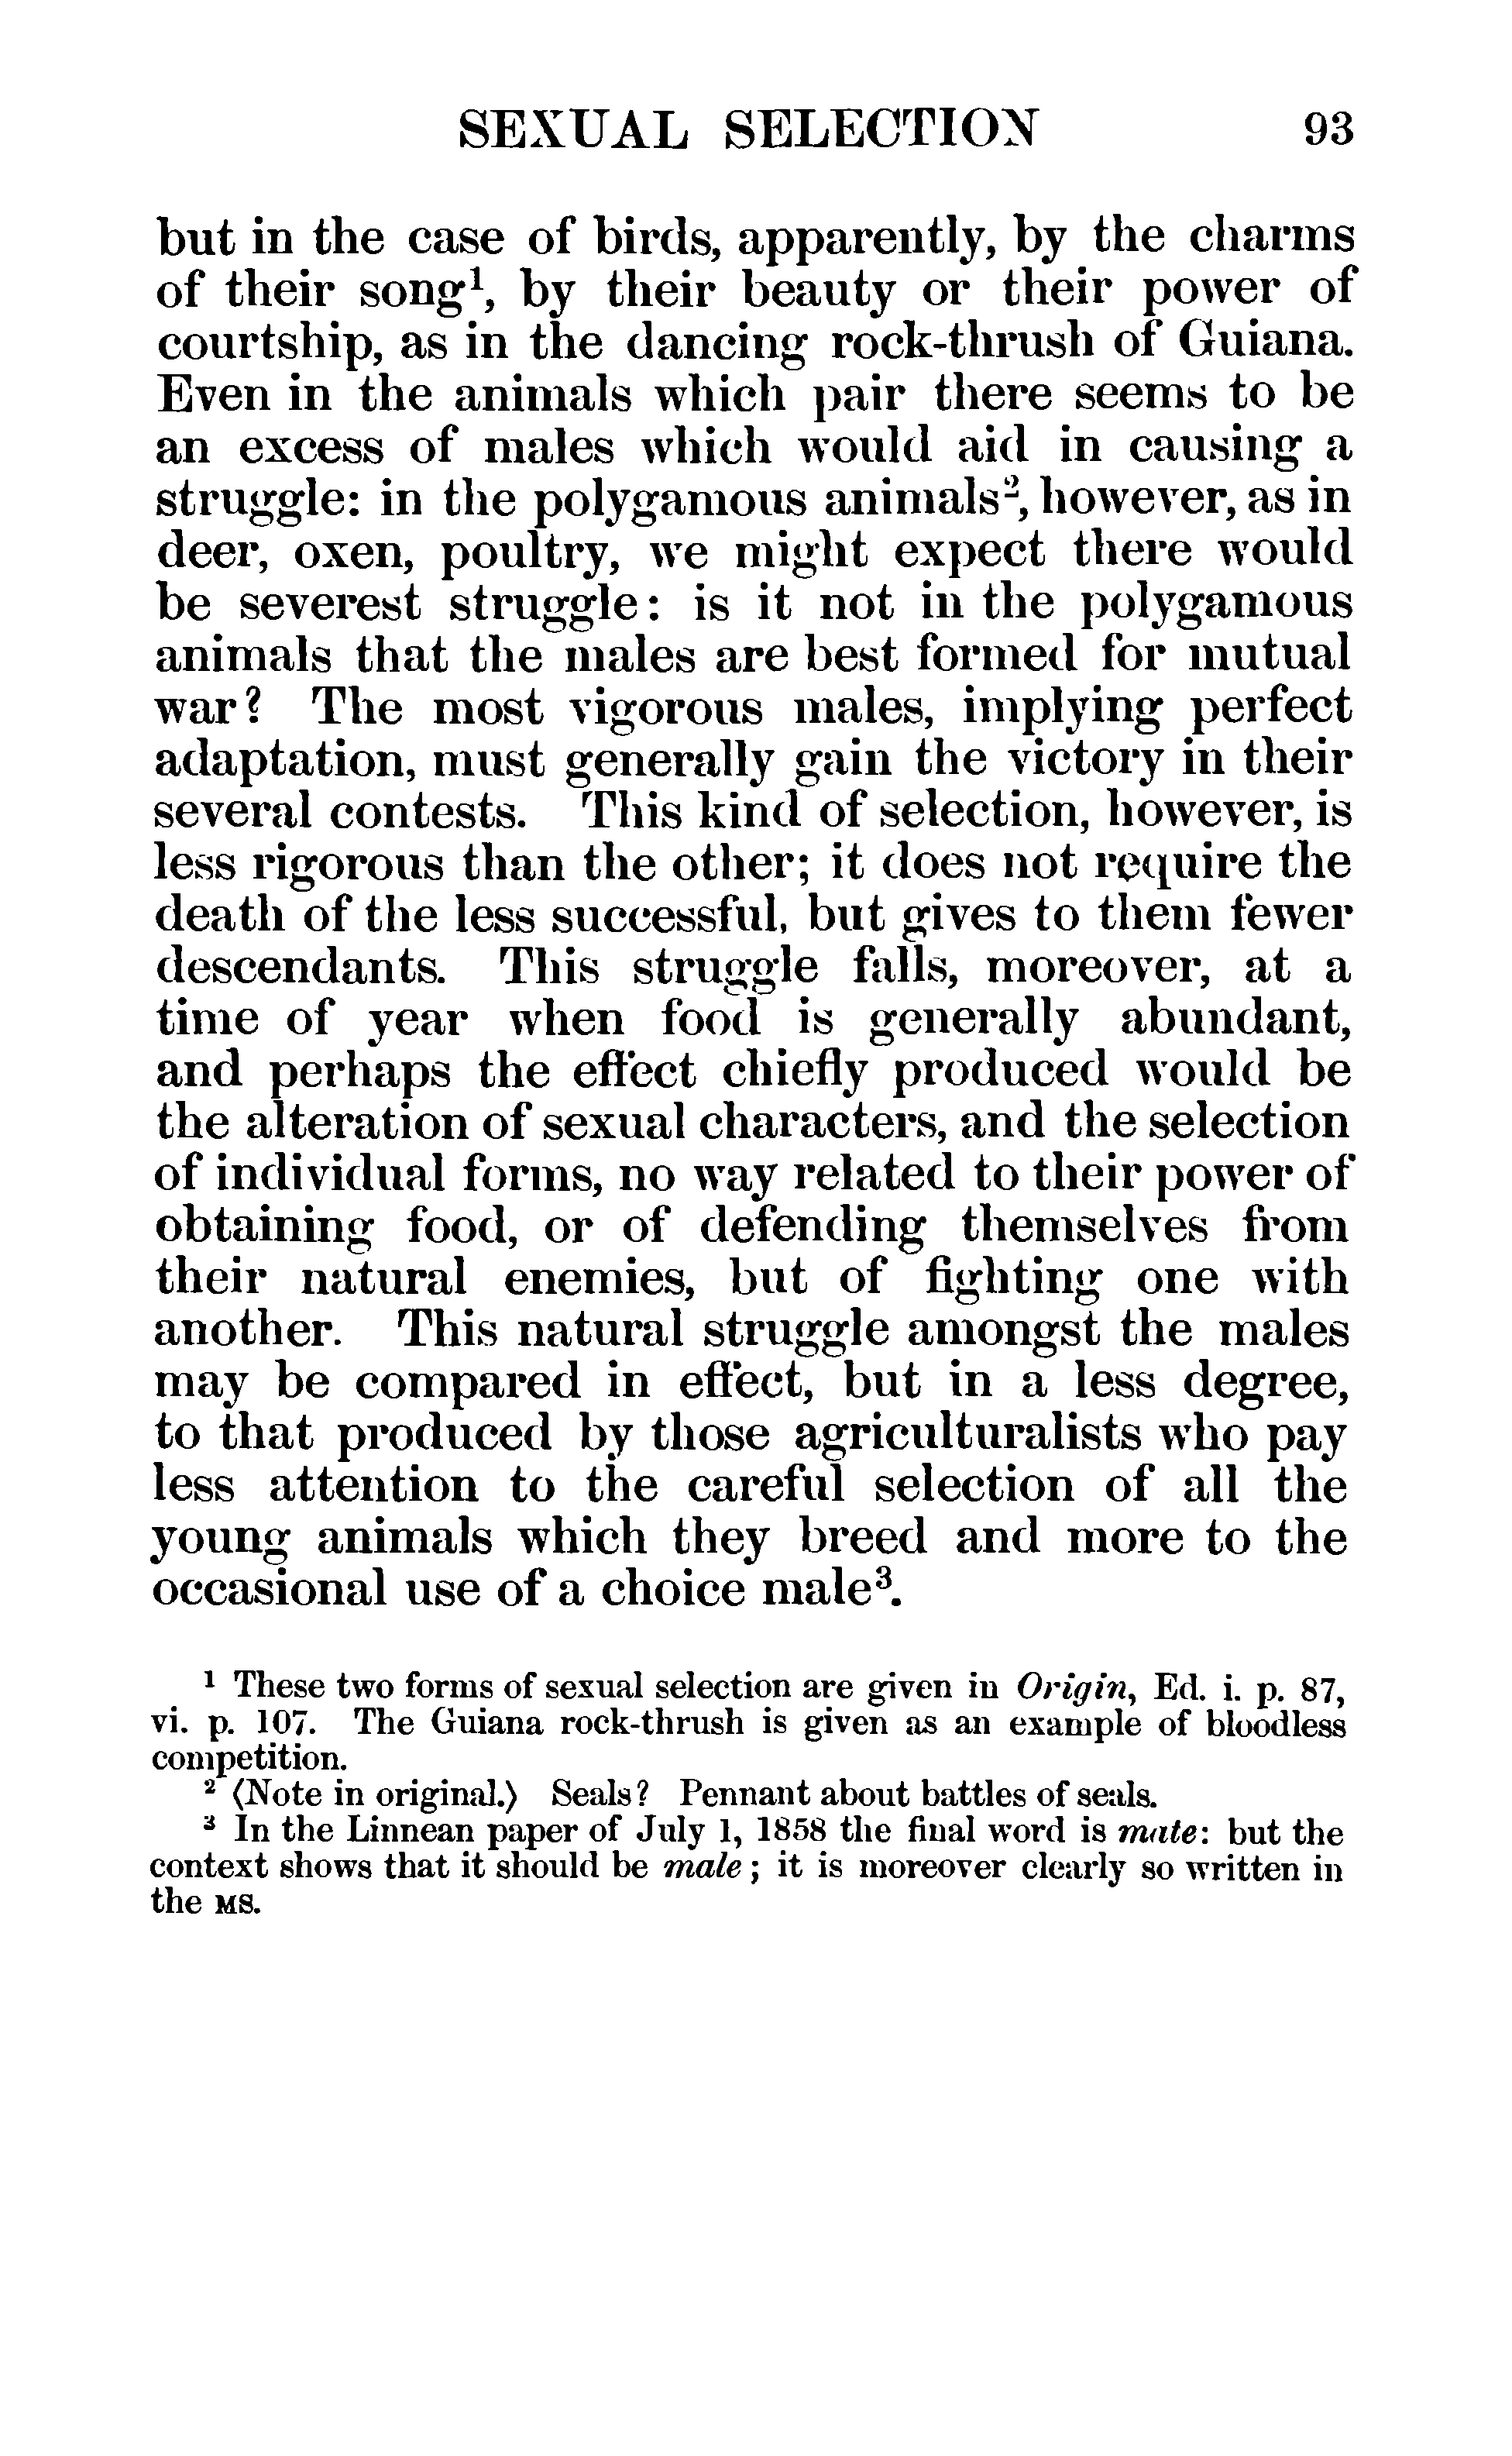 SEXUAL SELECTION 93
but in the case of birds, apparently, by the charms
of their song¹, by their beauty or their power of
courtship, as in the dancing rock-thrush of Guiana.
Even in the animals which pair there seems to be
an excess of males which would aid in causing a
struggle: in the polygamous animals², however, as in
deer, oxen, poultry, we might expect there would
be severest struggle: is it not in the polygamous
animals that the males are best formed for mutual
war? The most vigorous males, implying perfect
adaptation, must generally gain the victory in their
several contests. This kind of selection, however, is
less rigorous than the other; it does not require the
death of the less successful, but gives to them fewer
descendants. This struggle falls, moreover, at a
time of year when food is generally abundant,
and perhaps the effect chiefly produced would be
the alteration of sexual characters, and the selection
of individual forms, no way related to their power of
obtaining food, or of defending themselves from
their natural enemies, but of fighting one with
another. This natural struggle amongst the males
may be compared in effect, but in a less degree,
to that produced by those agriculturalists who pay
less attention to the careful selection of all the
young animals which they breed and more to the
occasional use of a choice male³.
¹ These two forms of sexual selection are given in Origin, Ed. i. p. 87,
vi. p. 107. The Guiana rock-thrush is given as an example of bloodless
competition.
² ⟨Note in original.⟩ Seals? Pennant about battles of seals.
³ In the Linnean paper of July 1, 1858 the final word is mate: but the
context shows that it should be male; it is moreover clearly so written in
the MS.